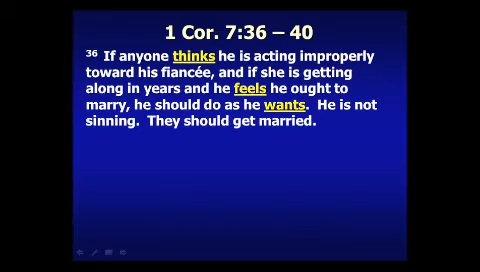 1 Cor. 7:36 – 40
36 If anyone thinks he is acting improperly
toward his fiancée, and if she is getting
along in years and he feels he ought to
marry, he should do as he wants.  He is not
sinning.  They should get married.